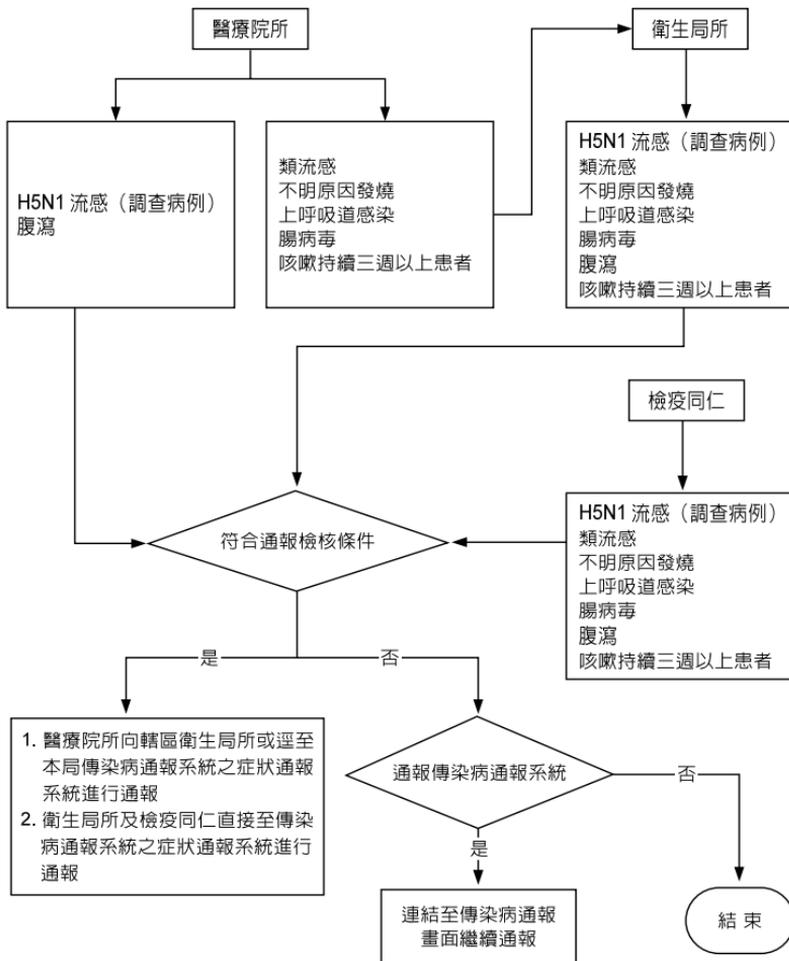 醫療院所
衛生局所
H5N1 流感（調查病例）
腹瀉
類流感
不明原因發燒
上呼吸道感染
腸病毒
咳嗽持續三週以上患者
H5N1 流感（調查病例）
類流感
不明原因發燒
上呼吸道感染
腸病毒
腹瀉
咳嗽持續三週以上患者
檢疫同仁
H5N1 流感（調查病例）
類流感
不明原因發燒
上呼吸道感染
腸病毒
腹瀉
咳嗽持續三週以上患者
符合通報檢核條件
是
否
1. 醫療院所向轄區衛生局所或逕至
本局傳染病通報系統之症狀通報
系統進行通報
2. 衛生局所及檢疫同仁直接至傳染
病通報系統之症狀通報系統進行
通報
通報傳染病通報系統
否
是
連結至傳染病通報
畫面繼續通報
結 束